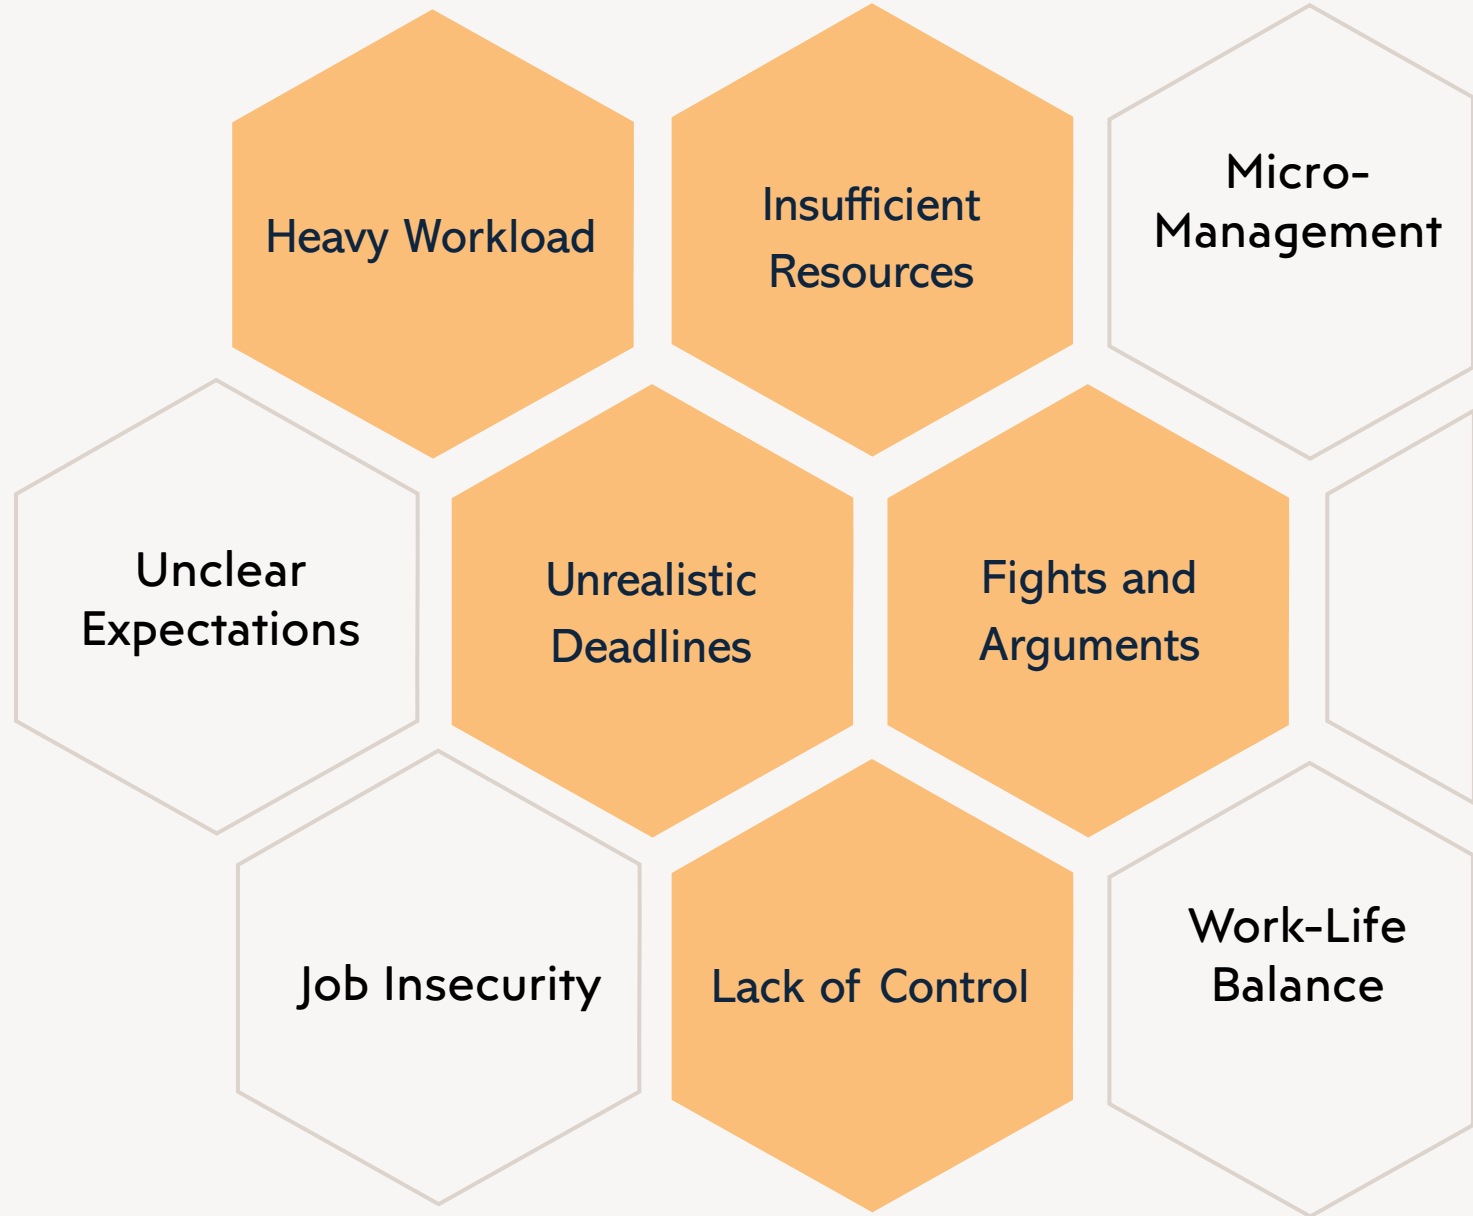 Heavy Workload
Insufficient
Resources
Micro-
Management
Unclear
Expectations
Unrealistic
Deadlines
Fights and
Arguments
Job Insecurity
Lack of Control
Work-Life
Balance